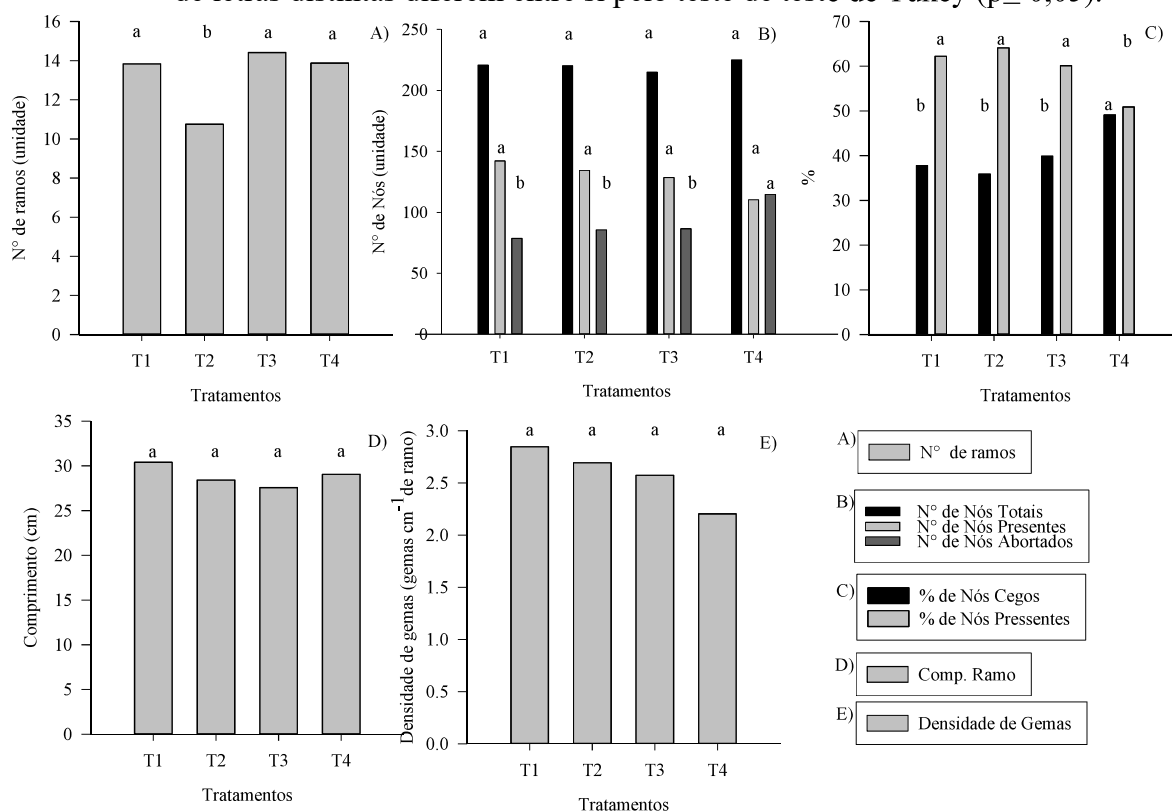 de letras distintas diferem entre si pelo teste de teste de Tukey (p≤ 0,05).
A)
N° de ramos (unidade)
16
14
12
10
8
6
4
2
0
a b a a
T1 T2 T3 T4
Tratamentos
B)
N° de Nós (unidade)
250
200
150
100
50
0
a a a a
a a a a
b b b a
T1 T2 T3 T4
Tratamentos
C)
%
70
60
50
40
30
20
10
0
a a a b
b b b a
T1 T2 T3 T4
Tratamentos
D)
Comprimento (cm)
35
30
25
20
15
10
5
0
a a a a
T1 T2 T3 T4
Tratamentos
E)
Densidade de gemas (gemas cm-1 de ramo)
3.0
2.5
2.0
1.5
1.0
0.5
0.0
a a a a
T1 T2 T3 T4
Tratamentos
A)
N° de ramos
B)
N° de Nós Totais
N° de Nós Presentes
N° de Nós Abortados
C)
% de Nós Cegos
% de Nós Pressentes
D)
Comp. Ramo
E)
Densidade de Gemas